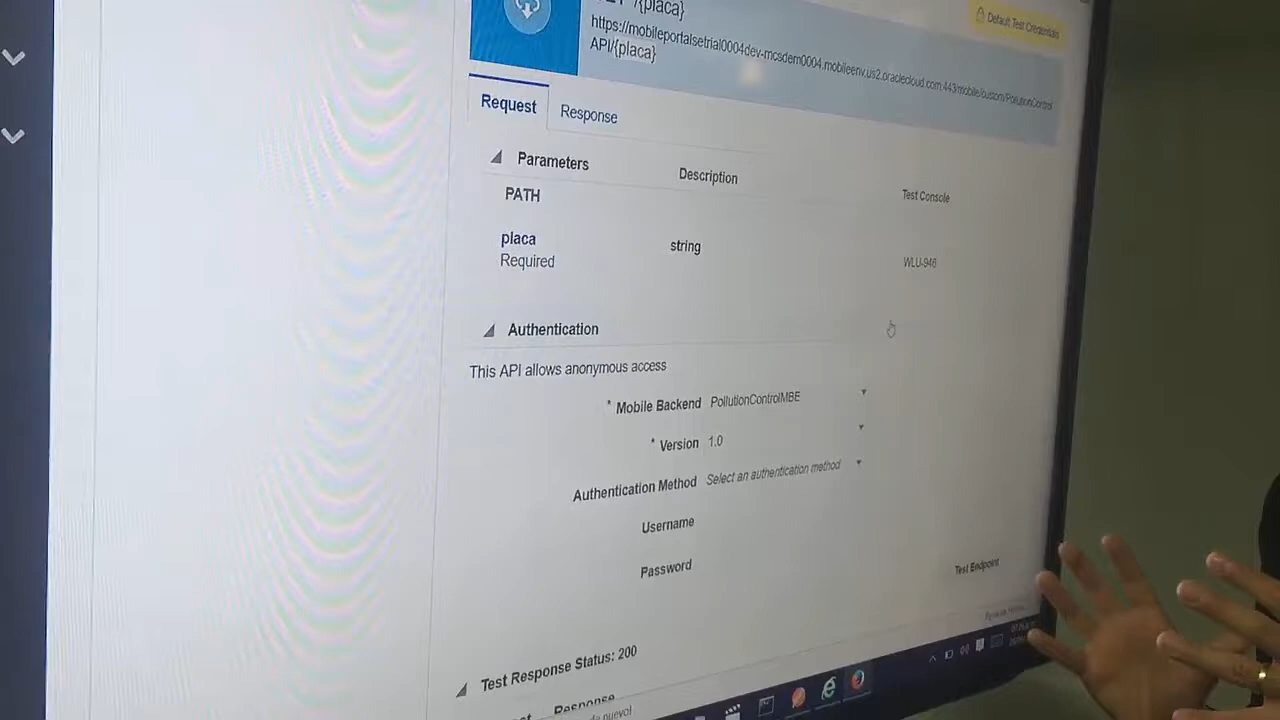 /{placa}
Default Test Credentials
https://mobileportalsetrial0004dev-mcsdem0004.mobileenv.us2.oraclecloud.com:443/mobile/custom/PollutionControl
API/{placa}
Request
Response
Parameters
Description
Test Console
PATH
placa
string
Required
WLU-946
Authentication
This API allows anonymous access
* Mobile Backend PollutionControlMBE
* Version 1.0
Authentication Method Select an authentication method
Username
Password
Test Endpoint
Test Response Status: 200
Response